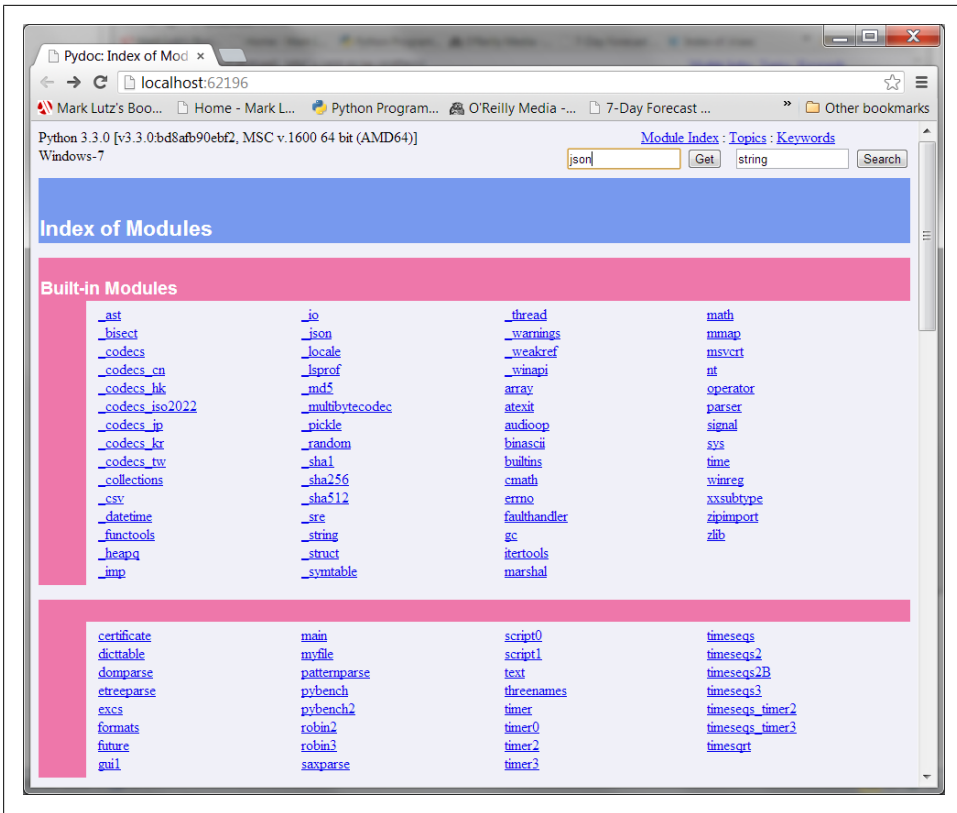 Pydoc: Index of Mod ×
localhost:62196
Mark Lutz's Boo... Home - Mark L... Python Program... O'Reilly Media -... 7-Day Forecast ... » Other bookmarks
Python 3.3.0 [v3.3.0:bd8afb90ebf2, MSC v.1600 64 bit (AMD64)]
Windows-7
Module Index : Topics : Keywords
json Get string Search
Index of Modules
Built-in Modules
_ast _io _thread math
_bisect _json _warnings mmap
_codecs _locale _weakref msvcrt
_codecs_cn _lsprof _winapi nt
_codecs_hk _md5 array operator
_codecs_iso2022 _multibytecodec atexit parser
_codecs_jp _pickle audioop signal
_codecs_kr _random binascii sys
_codecs_tw _sha1 builtins time
_collections _sha256 cmath winreg
_csv _sha512 errno xxsubtype
_datetime _sre faulthandler zipimport
_functools _string gc zlib
_heapq _struct itertools
_imp _symtable marshal
certificate main script0 timeseqs
dicttable myfile script1 timeseqs2
domparse patternparse text timeseqs2B
etreeparse pybench threenames timeseqs3
excs pybench2 timer timeseqs_timer2
formats robin2 timer0 timeseqs_timer3
future robin3 timer2 timesqrt
gui1 saxparse timer3